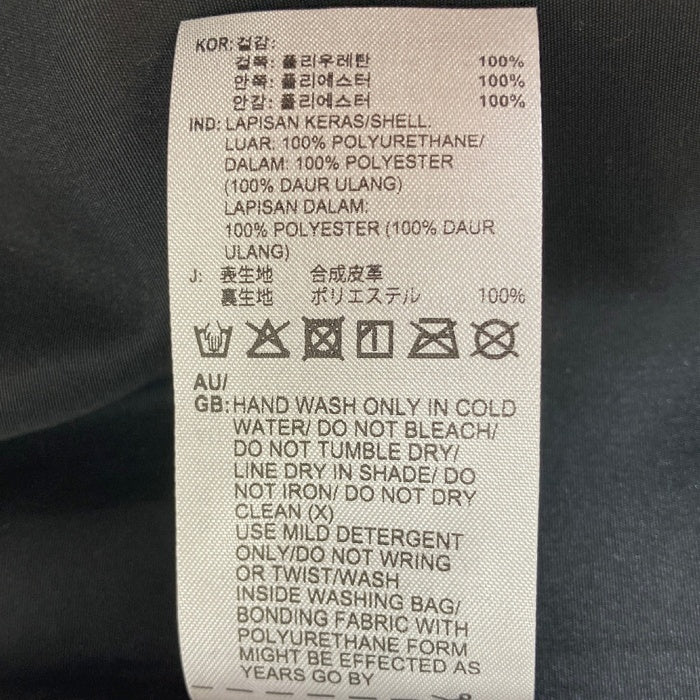 KOR: 겉감:
겉쪽: 폴리우레탄 100%
안쪽: 폴리에스터 100%
안감: 폴리에스터 100%
IND: LAPISAN KERAS/SHELL.
LUAR: 100% POLYURETHANE/
DALAM: 100% POLYESTER
(100% DAUR ULANG)
LAPISAN DALAM:
100% POLYESTER (100% DAUR
ULANG)
J: 表生地 合成皮革
裏生地 ポリエステル 100%
AU/
GB: HAND WASH ONLY IN COLD
WATER/ DO NOT BLEACH/
DO NOT TUMBLE DRY/
LINE DRY IN SHADE/ DO
NOT IRON/ DO NOT DRY
CLEAN (X)
USE MILD DETERGENT
ONLY/DO NOT WRING
OR TWIST/WASH
INSIDE WASHING BAG/
BONDING FABRIC WITH
POLYURETHANE FORM
MIGHT BE EFFECTED AS
YEARS GO BY